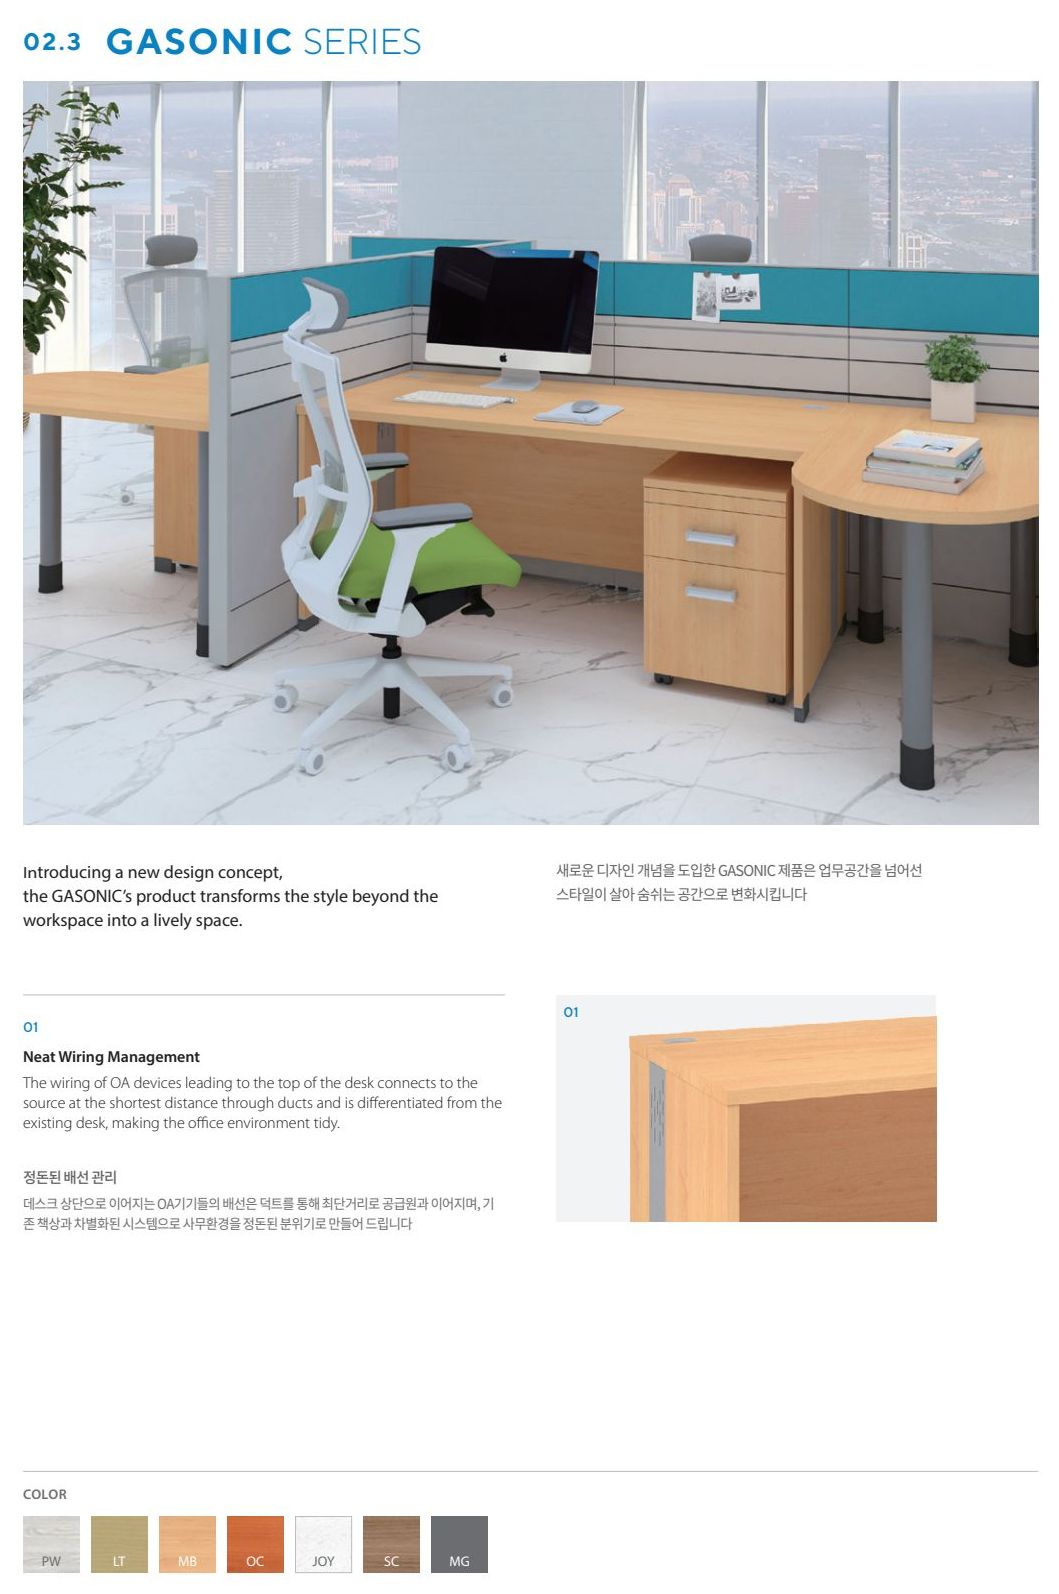 02.3 GASONIC SERIES
Introducing a new design concept,
the GASONIC's product transforms the style beyond the
workspace into a lively space.
새로운 디자인 개념을 도입한 GASONIC 제품은 업무공간을 넘어선
스타일이 살아 숨쉬는 공간으로 변화시킵니다
01
Neat Wiring Management
The wiring of OA devices leading to the top of the desk connects to the
source at the shortest distance through ducts and is differentiated from the
existing desk, making the office environment tidy.
정돈된 배선 관리
데스크 상단으로 이어지는 OA기기들의 배선은 덕트를 통해 최단거리로 공급원과 이어지며, 기
존 책상과 차별화된 시스템으로 사무환경을 정돈된 분위기로 만들어 드립니다
01
COLOR
PW LT MB OC JOY SC MG